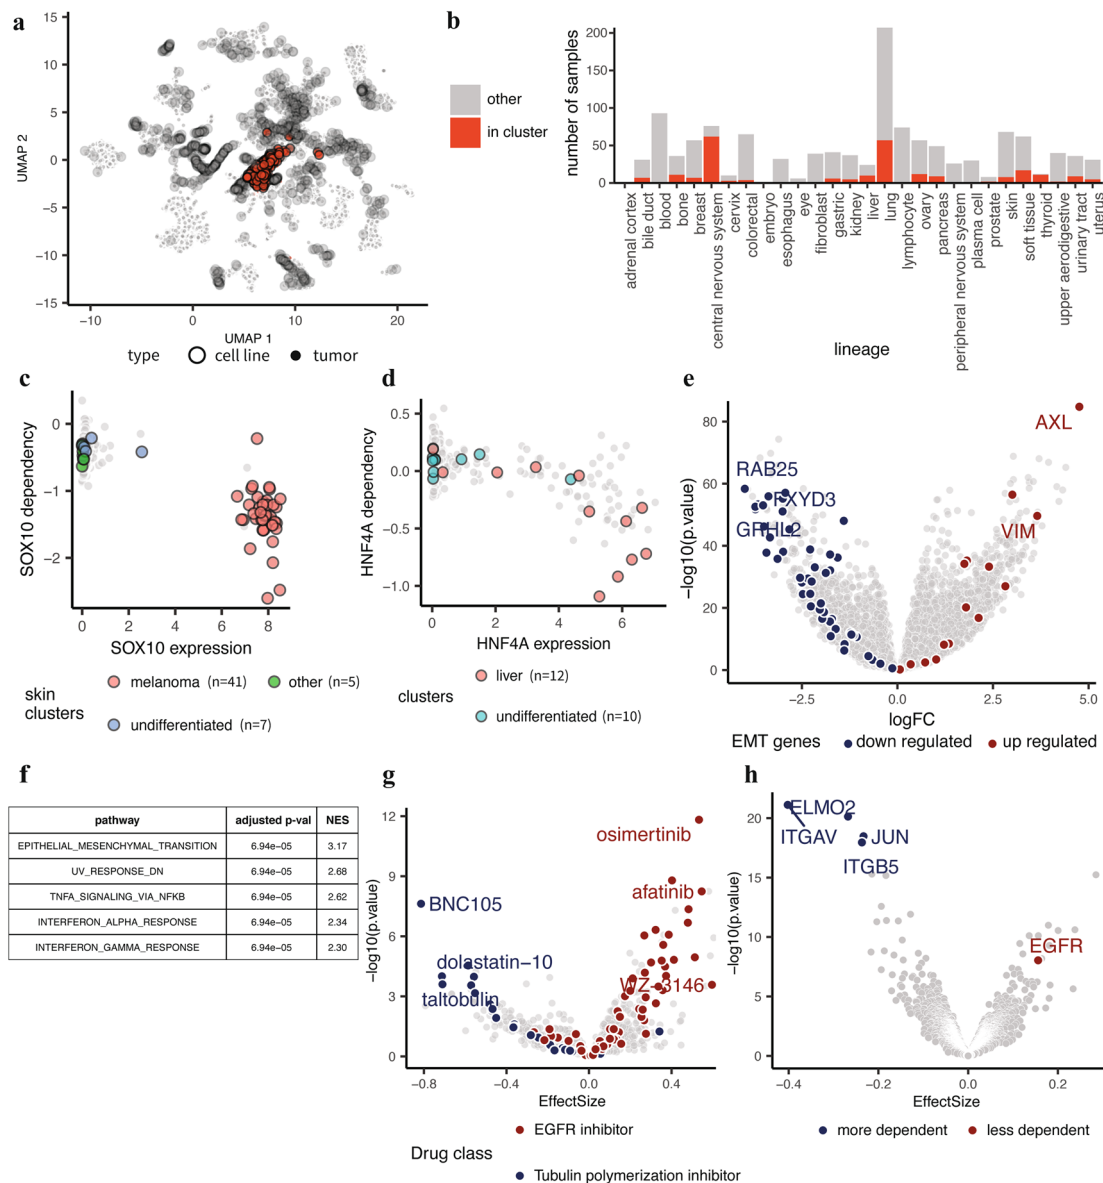 a
15
10
5
0
−5
−10
−15
UMAP 2
−10
0
10
20
UMAP 1
type
cell line
tumor
b
other
in cluster
number of samples
200
150
100
50
0
adrenal cortex
bile duct
blood
bone
breast
central nervous system
cervix
colorectal
embryo
esophagus
eye
fibroblast
gastric
kidney
liver
lung
lymphocyte
ovary
pancreas
peripheral nervous system
plasma cell
prostate
skin
soft tissue
thyroid
upper aerodigestive
urinary tract
uterus
lineage
c
SOX10 dependency
0
−1
−2
0
2
4
6
8
SOX10 expression
skin
clusters
melanoma (n=41)
other (n=5)
undifferentiated (n=7)
d
HNF4A dependency
0.5
0.0
−0.5
−1.0
0
2
4
6
HNF4A expression
clusters
liver (n=12)
undifferentiated (n=10)
e
−log10(p.value)
80
60
40
20
0
AXL
RAB25
FXYD3
GRHL2
VIM
−2.5
0.0
2.5
5.0
logFC
EMT genes
down regulated
up regulated
f
pathway adjusted p-val NES
EPITHELIAL_MESENCHYMAL_TRANSITION 6.94e−05 3.17
UV_RESPONSE_DN 6.94e−05 2.68
TNFA_SIGNALING_VIA_NFKB 6.94e−05 2.62
INTERFERON_ALPHA_RESPONSE 6.94e−05 2.34
INTERFERON_GAMMA_RESPONSE 6.94e−05 2.30
g
−log10(p.value)
12
9
6
3
0
osimertinib
afatinib
BNC105
dolastatin−10
WZ−3146
taltobulin
−0.8
−0.4
0.0
0.4
EffectSize
Drug class
EGFR inhibitor
Tubulin polymerization inhibitor
h
−log10(p.value)
20
15
10
5
0
ELMO2
ITGAV
JUN
ITGB5
EGFR
−0.4
−0.2
0.0
0.2
EffectSize
more dependent
less dependent